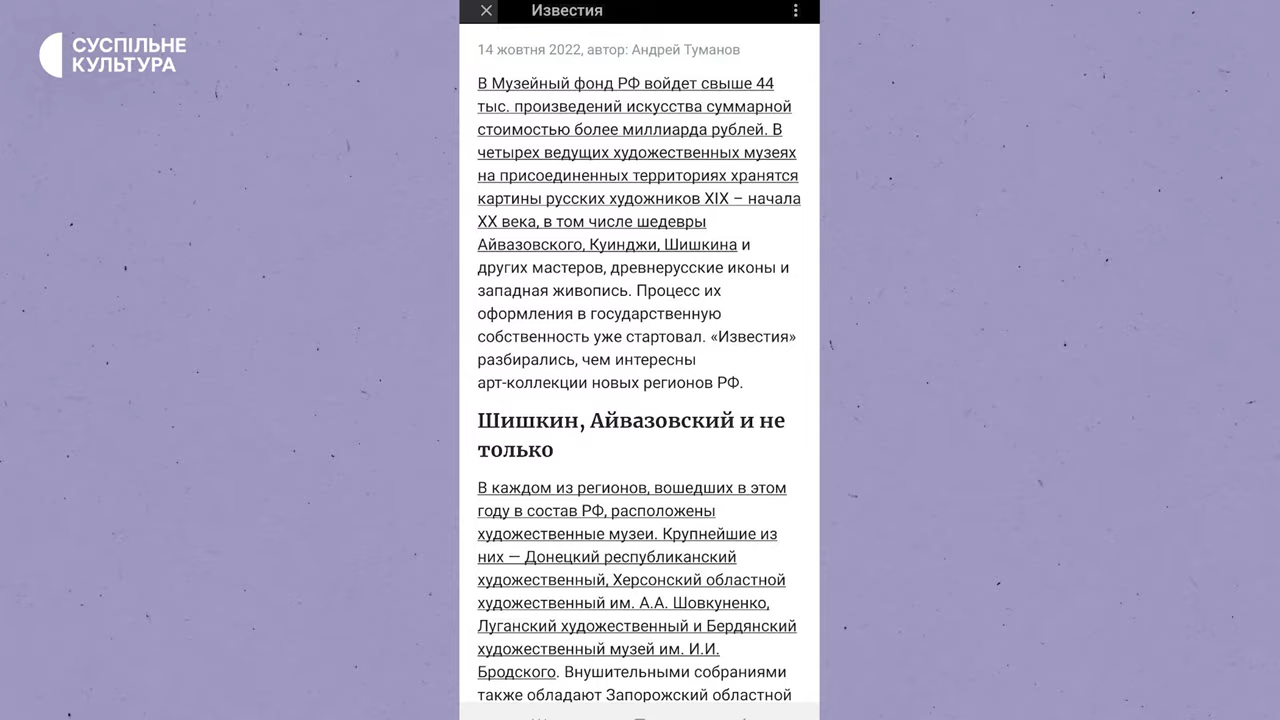 СУСПІЛЬНЕ
КУЛЬТУРА
Известия
14 жовтня 2022, автор: Андрей Туманов
В Музейный фонд РФ войдет свыше 44
тыс. произведений искусства суммарной
стоимостью более миллиарда рублей. В
четырех ведущих художественных музеях
на присоединенных территориях хранятся
картины русских художников XIX – начала
XX века, в том числе шедевры
Айвазовского, Куинджи, Шишкина и
других мастеров, древнерусские иконы и
западная живопись. Процесс их
оформления в государственную
собственность уже стартовал. «Известия»
разбирались, чем интересны
арт-коллекции новых регионов РФ.
Шишкин, Айвазовский и не
только
В каждом из регионов, вошедших в этом
году в состав РФ, расположены
художественные музеи. Крупнейшие из
них — Донецкий республиканский
художественный, Херсонский областной
художественный им. А.А. Шовкуненко,
Луганский художественный и Бердянский
художественный музей им. И.И.
Бродского. Внушительными собраниями
также обладают Запорожский областной